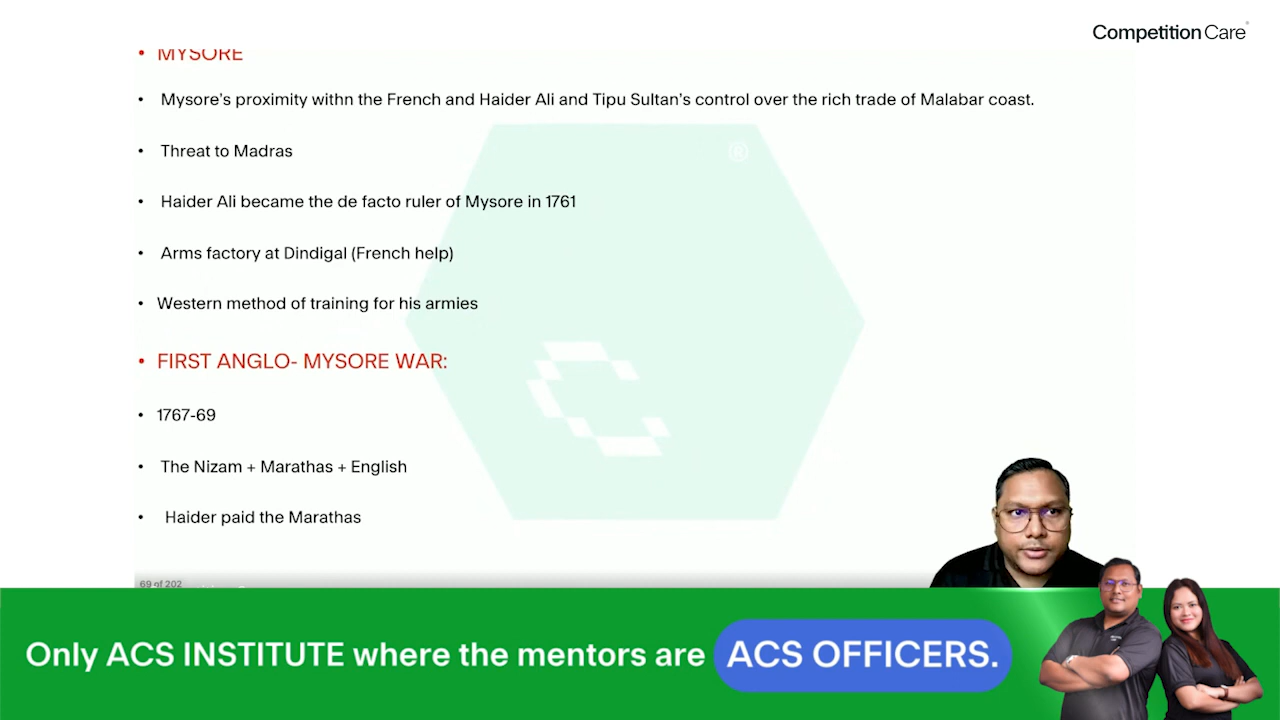 Competition Care
• MYSORE
• Mysore's proximity withn the French and Haider Ali and Tipu Sultan's control over the rich trade of Malabar coast.
• Threat to Madras
• Haider Ali became the de facto ruler of Mysore in 1761
• Arms factory at Dindigal (French help)
• Western method of training for his armies
• FIRST ANGLO- MYSORE WAR:
• 1767-69
• The Nizam + Marathas + English
• Haider paid the Marathas
69 of 202
Only ACS INSTITUTE where the mentors are ACS OFFICERS.